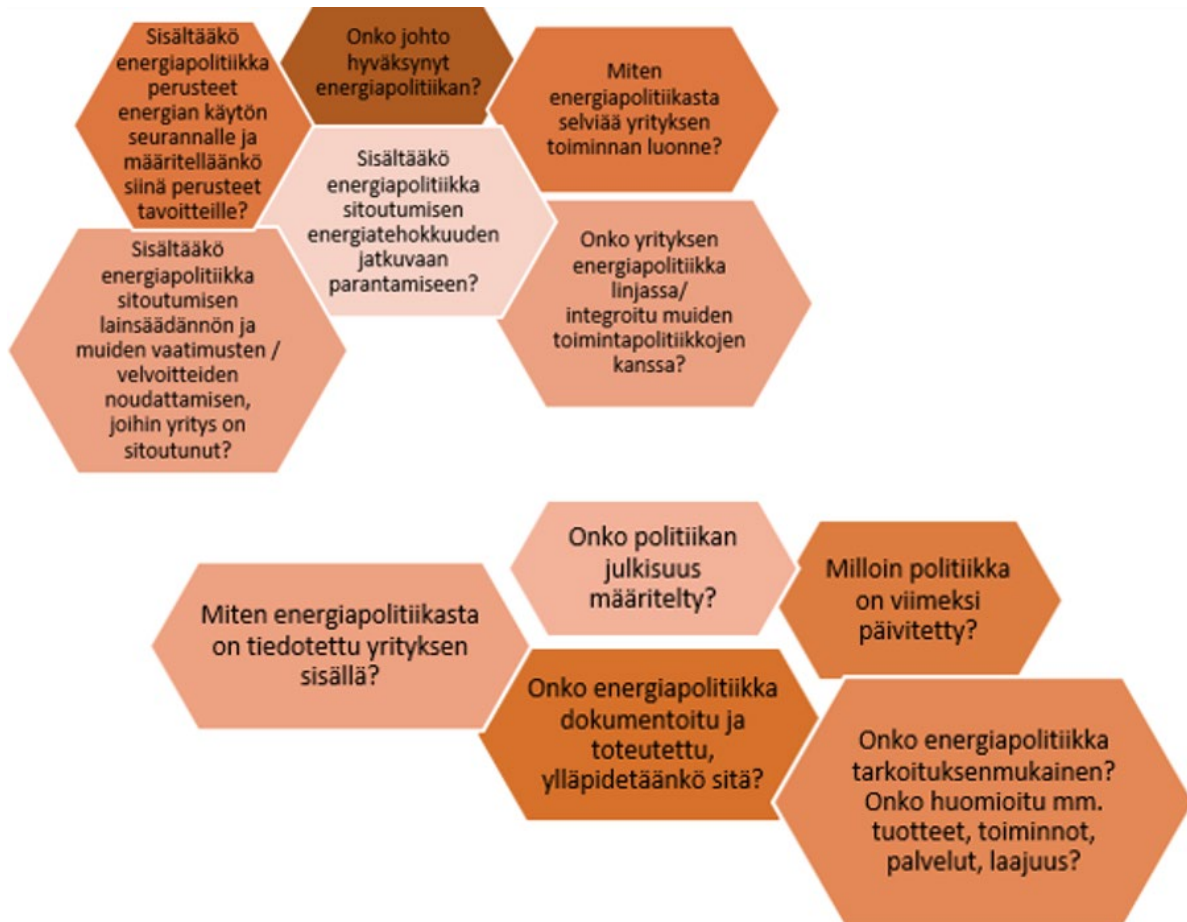 Sisältääkö
energiapolitiikka
perusteet
energian käytön
seurannalle ja
määritelläänkö
siinä perusteet
tavoitteille?
Onko johto
hyväksynyt
energiapolitiikan?
Miten
energiapolitiikasta
selviää yrityksen
toiminnan luonne?
Sisältääkö
energiapolitiikka
sitoutumisen
energiatehokkuuden
jatkuvaan
parantamiseen?
Sisältääkö
energiapolitiikka
sitoutumisen
lainsäädännön ja
muiden vaatimusten /
velvoitteiden
noudattamisen,
joihin yritys on
sitoutunut?
Onko yrityksen
energiapolitiikka
linjassa/
integroitu muiden
toimintapolitiikkojen
kanssa?
Onko politiikan
julkisuus
määritelty?
Milloin politiikka
on viimeksi
päivitetty?
Miten energiapolitiikasta
on tiedotettu yrityksen
sisällä?
Onko energiapolitiikka
dokumentoitu ja
toteutettu,
ylläpidetäänkö sitä?
Onko energiapolitiikka
tarkoituksenmukainen?
Onko huomioitu mm.
tuotteet, toiminnot,
palvelut, laajuus?